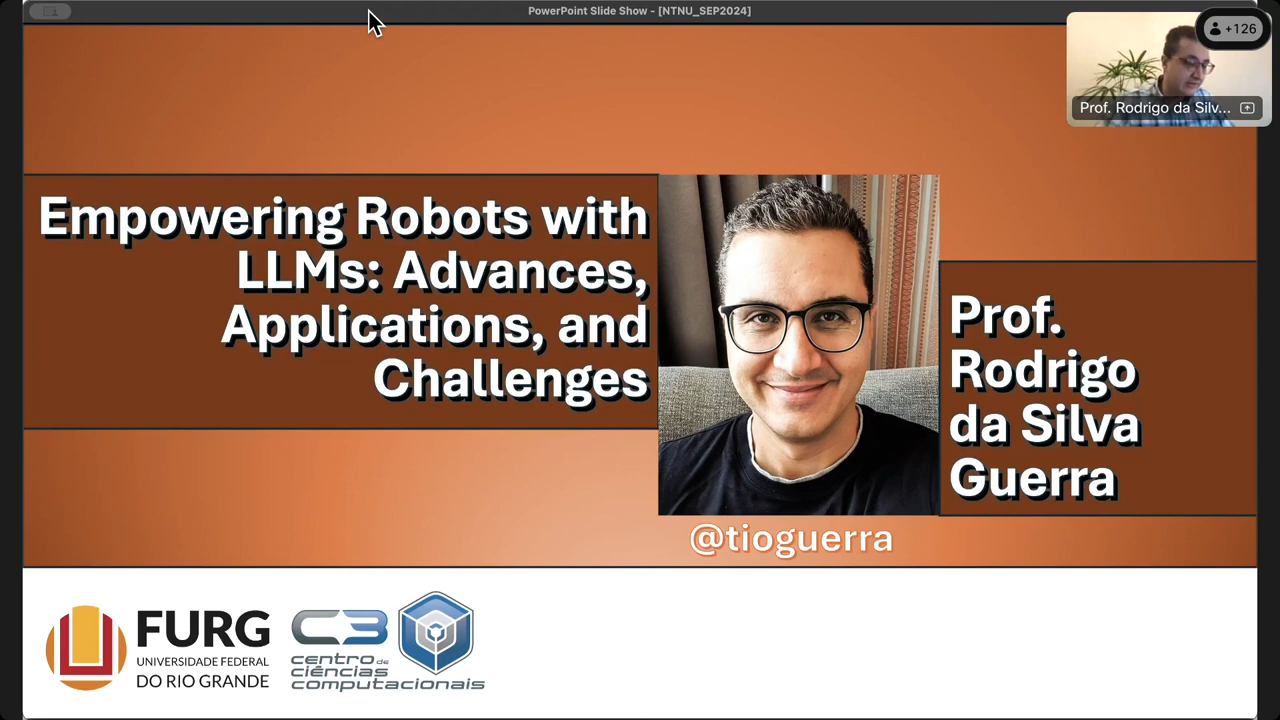 PowerPoint Slide Show - [NTNU_SEP2024]
+126
Prof. Rodrigo da Silv...
Empowering Robots with
LLMs: Advances,
Applications, and
Challenges
Prof.
Rodrigo
da Silva
Guerra
@tioguerra
FURG
UNIVERSIDADE FEDERAL
DO RIO GRANDE
C3
centro de
ciências
computacionais